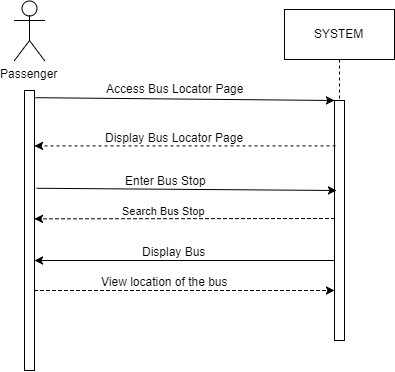 SYSTEM
Passenger
Access Bus Locator Page
Display Bus Locator Page
Enter Bus Stop
Search Bus Stop
Display Bus
View location of the bus